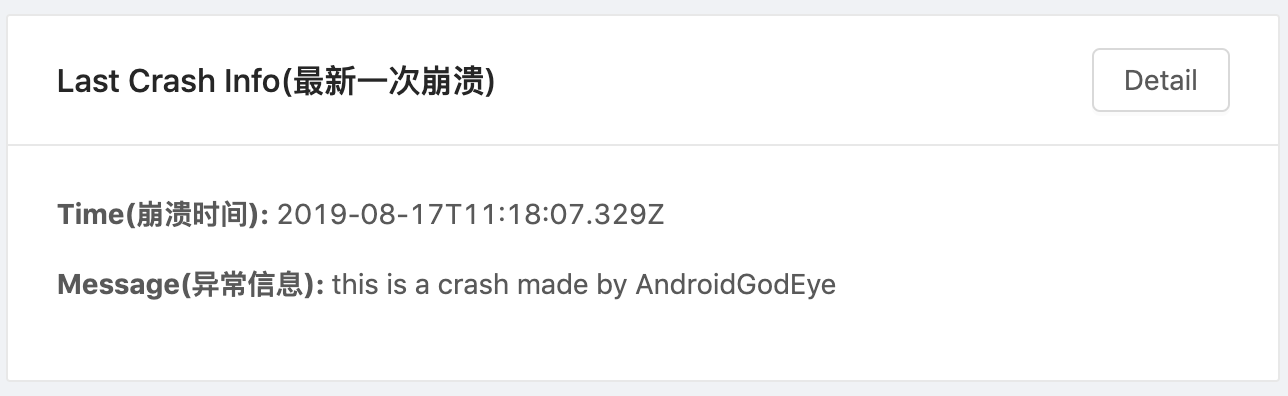 Last Crash Info(最新一次崩溃)
Detail
Time(崩溃时间): 2019-08-17T11:18:07.329Z
Message(异常信息): this is a crash made by AndroidGodEye